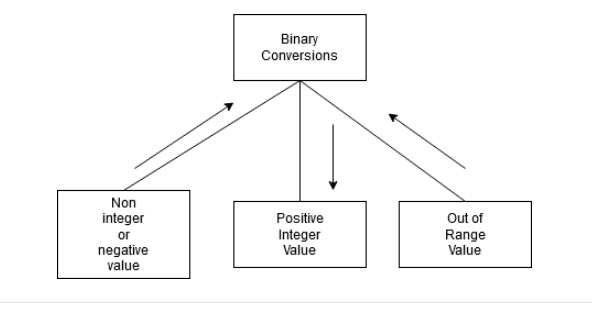 Binary
Conversions
Non
integer
or
negative
value
Positive
Integer
Value
Out of
Range
Value